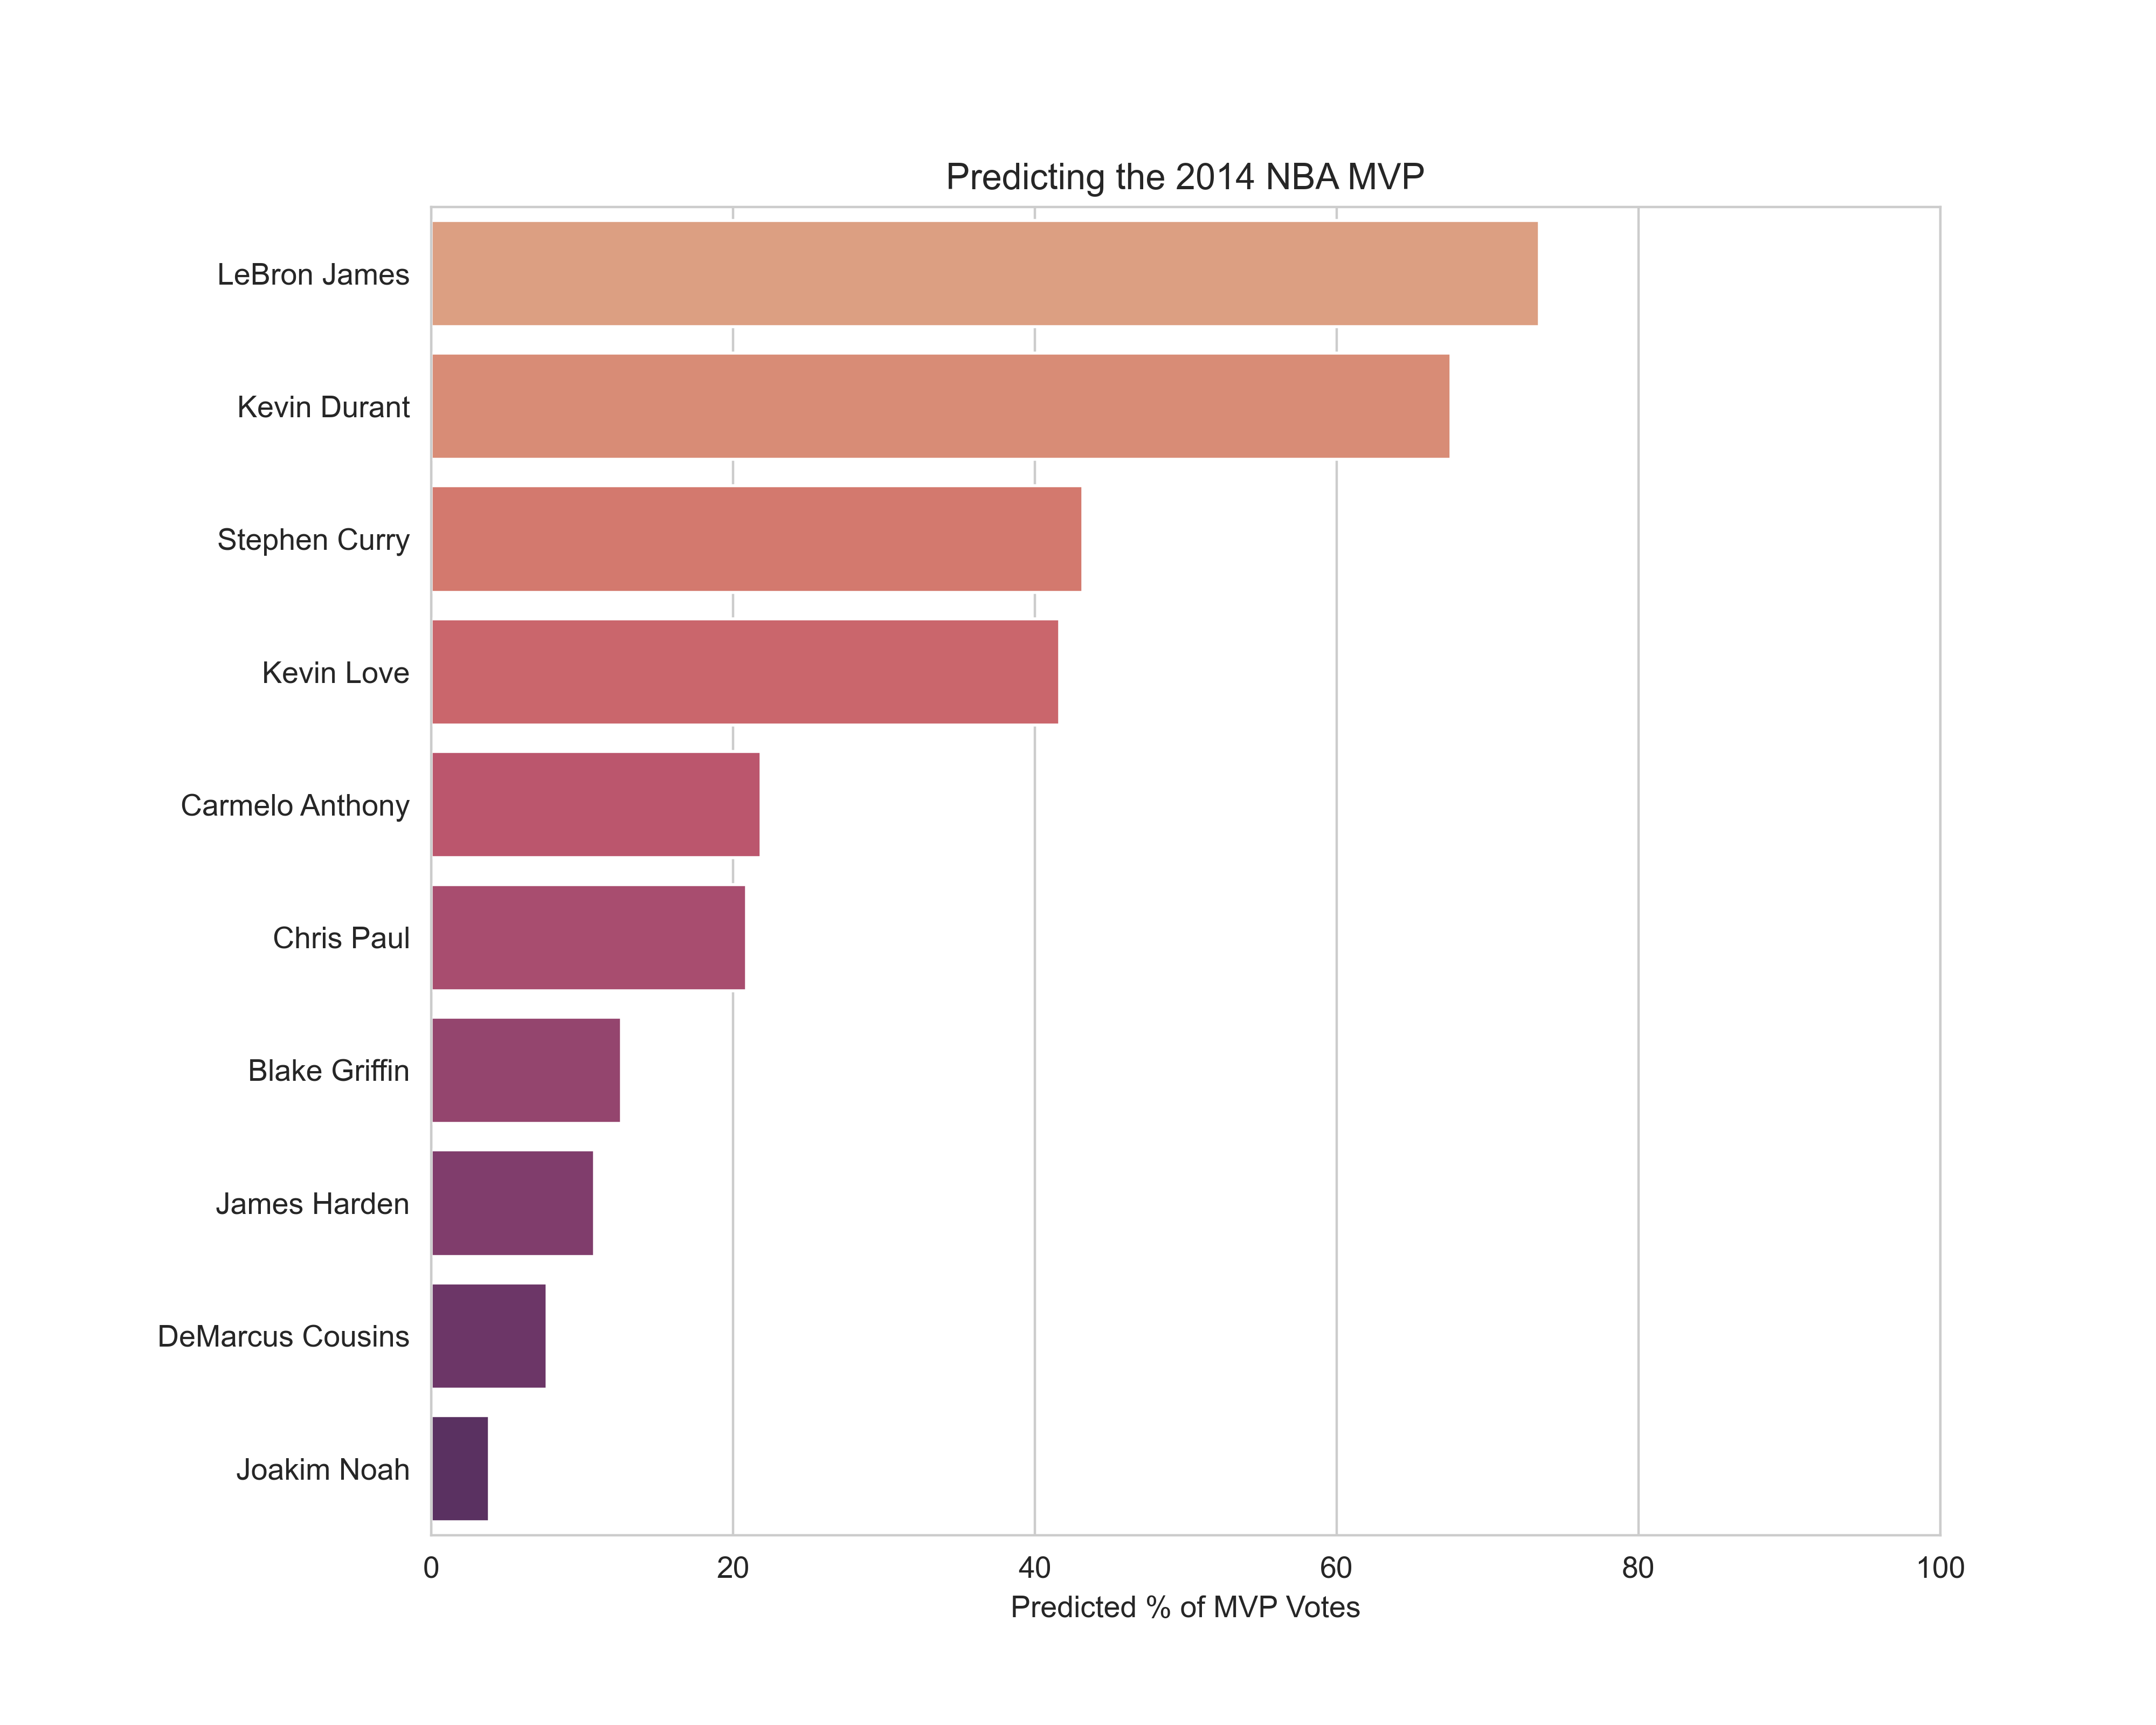 Predicting the 2014 NBA MVP
LeBron James
Kevin Durant
Stephen Curry
Kevin Love
Carmelo Anthony
Chris Paul
Blake Griffin
James Harden
DeMarcus Cousins
Joakim Noah
0 20 40 60 80 100
Predicted % of MVP Votes